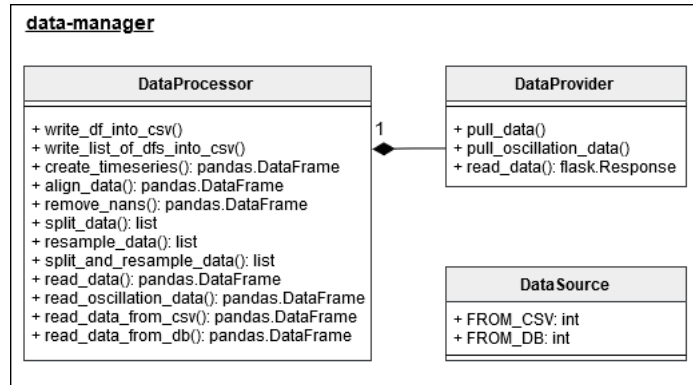 data-manager
DataProcessor
+ write_df_into_csv()
+ write_list_of_dfs_into_csv()
+ create_timeseries(): pandas.DataFrame
+ align_data(): pandas.DataFrame
+ remove_nans(): pandas.DataFrame
+ split_data(): list
+ resample_data(): list
+ split_and_resample_data(): list
+ read_data(): pandas.DataFrame
+ read_oscillation_data(): pandas.DataFrame
+ read_data_from_csv(): pandas.DataFrame
+ read_data_from_db(): pandas.DataFrame
1
DataProvider
+ pull_data()
+ pull_oscillation_data()
+ read_data(): flask.Response
DataSource
+ FROM_CSV: int
+ FROM_DB: int